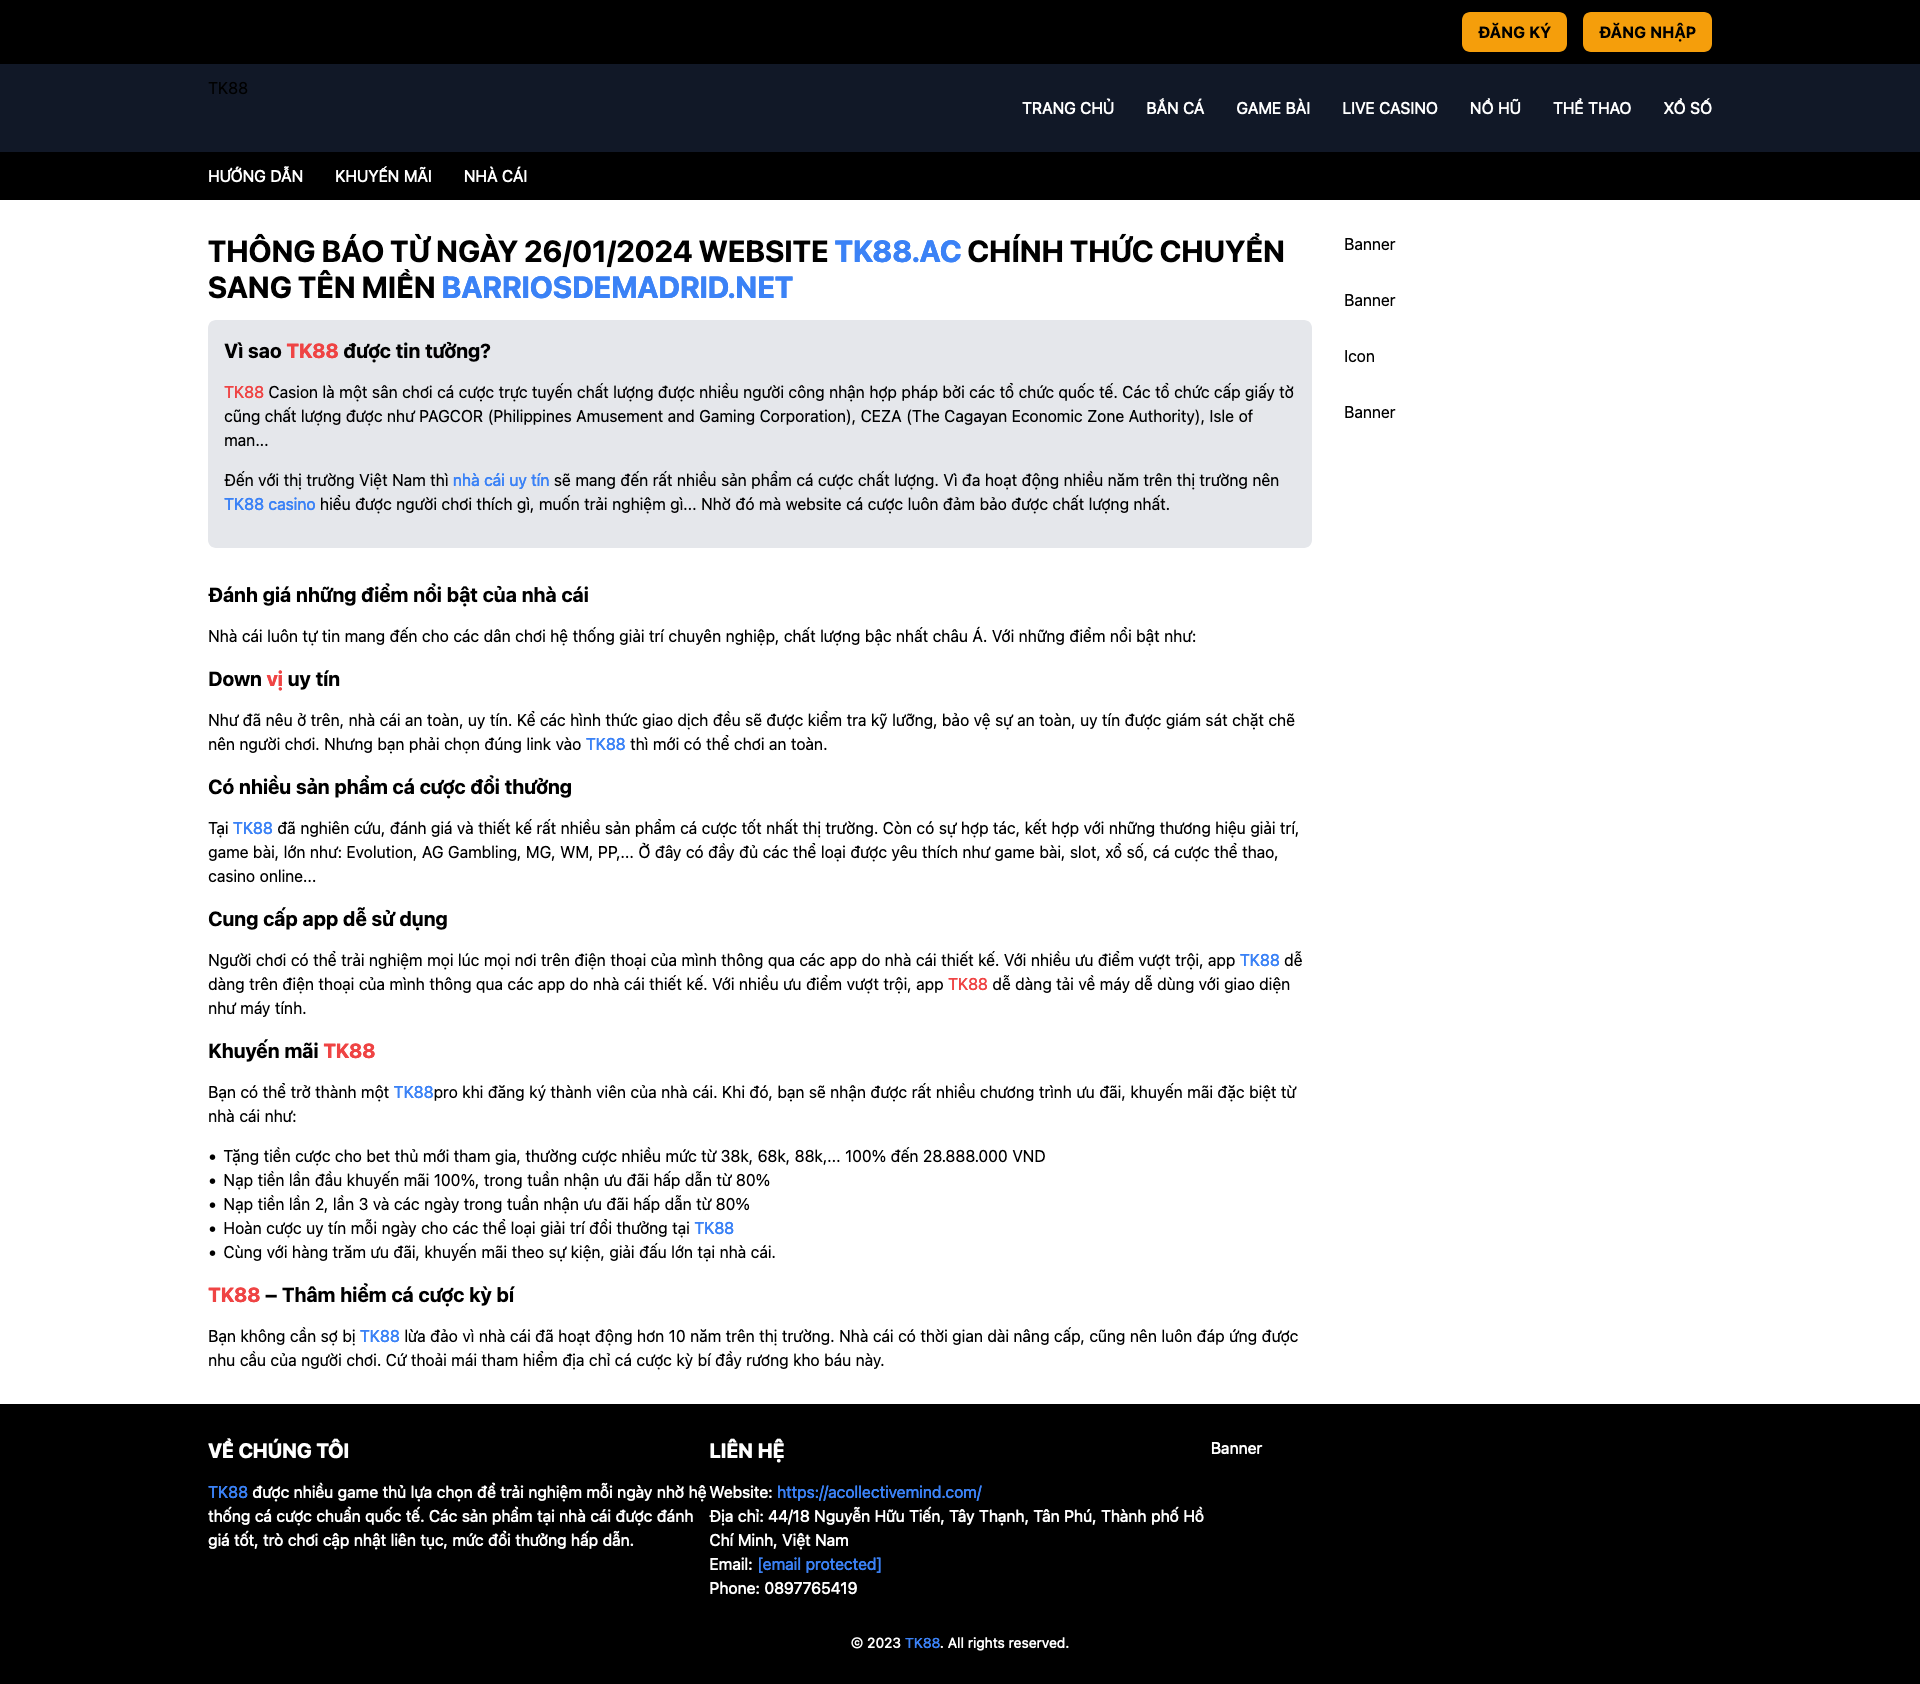 ĐĂNG KÝ
ĐĂNG NHẬP
TK88
TRANG CHỦ
BẮN CÁ
GAME BÀI
LIVE CASINO
NỔ HŨ
THỂ THAO
XỔ SỐ
HƯỚNG DẪN
KHUYẾN MÃI
NHÀ CÁI
THÔNG BÁO TỪ NGÀY 26/01/2024 WEBSITE TK88.AC CHÍNH THỨC CHUYỂN
SANG TÊN MIỀN BARRIOSDEMADRID.NET
Banner
Banner
Icon
Banner
Vì sao TK88 được tin tưởng?
TK88 Casion là một sân chơi cá cược trực tuyến chất lượng được nhiều người công nhận hợp pháp bởi các tổ chức quốc tế. Các tổ chức cấp giấy tờ
cũng chất lượng được như PAGCOR (Philippines Amusement and Gaming Corporation), CEZA (The Cagayan Economic Zone Authority), Isle of
man...
Đến với thị trường Việt Nam thì nhà cái uy tín sẽ mang đến rất nhiều sản phẩm cá cược chất lượng. Vì đa hoạt động nhiều năm trên thị trường nên
TK88 casino hiểu được người chơi thích gì, muốn trải nghiệm gì... Nhờ đó mà website cá cược luôn đảm bảo được chất lượng nhất.
Đánh giá những điểm nổi bật của nhà cái
Nhà cái luôn tự tin mang đến cho các dân chơi hệ thống giải trí chuyên nghiệp, chất lượng bậc nhất châu Á. Với những điểm nổi bật như:
Down vị uy tín
Như đã nêu ở trên, nhà cái an toàn, uy tín. Kể các hình thức giao dịch đều sẽ được kiểm tra kỹ lưỡng, bảo vệ sự an toàn, uy tín được giám sát chặt chẽ
nên người chơi. Nhưng bạn phải chọn đúng link vào TK88 thì mới có thể chơi an toàn.
Có nhiều sản phẩm cá cược đổi thưởng
Tại TK88 đã nghiên cứu, đánh giá và thiết kế rất nhiều sản phẩm cá cược tốt nhất thị trường. Còn có sự hợp tác, kết hợp với những thương hiệu giải trí,
game bài, lớn như: Evolution, AG Gambling, MG, WM, PP,... Ở đây có đầy đủ các thể loại được yêu thích như game bài, slot, xổ số, cá cược thể thao,
casino online...
Cung cấp app dễ sử dụng
Người chơi có thể trải nghiệm mọi lúc mọi nơi trên điện thoại của mình thông qua các app do nhà cái thiết kế. Với nhiều ưu điểm vượt trội, app TK88 dễ
dàng trên điện thoại của mình thông qua các app do nhà cái thiết kế. Với nhiều ưu điểm vượt trội, app TK88 dễ dàng tải về máy dễ dùng với giao diện
như máy tính.
Khuyến mãi TK88
Bạn có thể trở thành một TK88pro khi đăng ký thành viên của nhà cái. Khi đó, bạn sẽ nhận được rất nhiều chương trình ưu đãi, khuyến mãi đặc biệt từ
nhà cái như:
• Tặng tiền cược cho bet thủ mới tham gia, thường cược nhiều mức từ 38k, 68k, 88k,... 100% đến 28.888.000 VND
• Nạp tiền lần đầu khuyến mãi 100%, trong tuần nhận ưu đãi hấp dẫn từ 80%
• Nạp tiền lần 2, lần 3 và các ngày trong tuần nhận ưu đãi hấp dẫn từ 80%
• Hoàn cược uy tín mỗi ngày cho các thể loại giải trí đổi thưởng tại TK88
• Cùng với hàng trăm ưu đãi, khuyến mãi theo sự kiện, giải đấu lớn tại nhà cái.
TK88 – Thâm hiểm cá cược kỳ bí
Bạn không cần sợ bị TK88 lừa đảo vì nhà cái đã hoạt động hơn 10 năm trên thị trường. Nhà cái có thời gian dài nâng cấp, cũng nên luôn đáp ứng được
nhu cầu của người chơi. Cứ thoải mái tham hiểm địa chỉ cá cược kỳ bí đầy rương kho báu này.
VỀ CHÚNG TÔI
TK88 được nhiều game thủ lựa chọn để trải nghiệm mỗi ngày nhờ hệ
thống cá cược chuẩn quốc tế. Các sản phẩm tại nhà cái được đánh
giá tốt, trò chơi cập nhật liên tục, mức đổi thưởng hấp dẫn.
LIÊN HỆ
Website: https://acollectivemind.com/
Địa chỉ: 44/18 Nguyễn Hữu Tiến, Tây Thạnh, Tân Phú, Thành phố Hồ
Chí Minh, Việt Nam
Email: [email protected]
Phone: 0897765419
Banner
© 2023 TK88. All rights reserved.